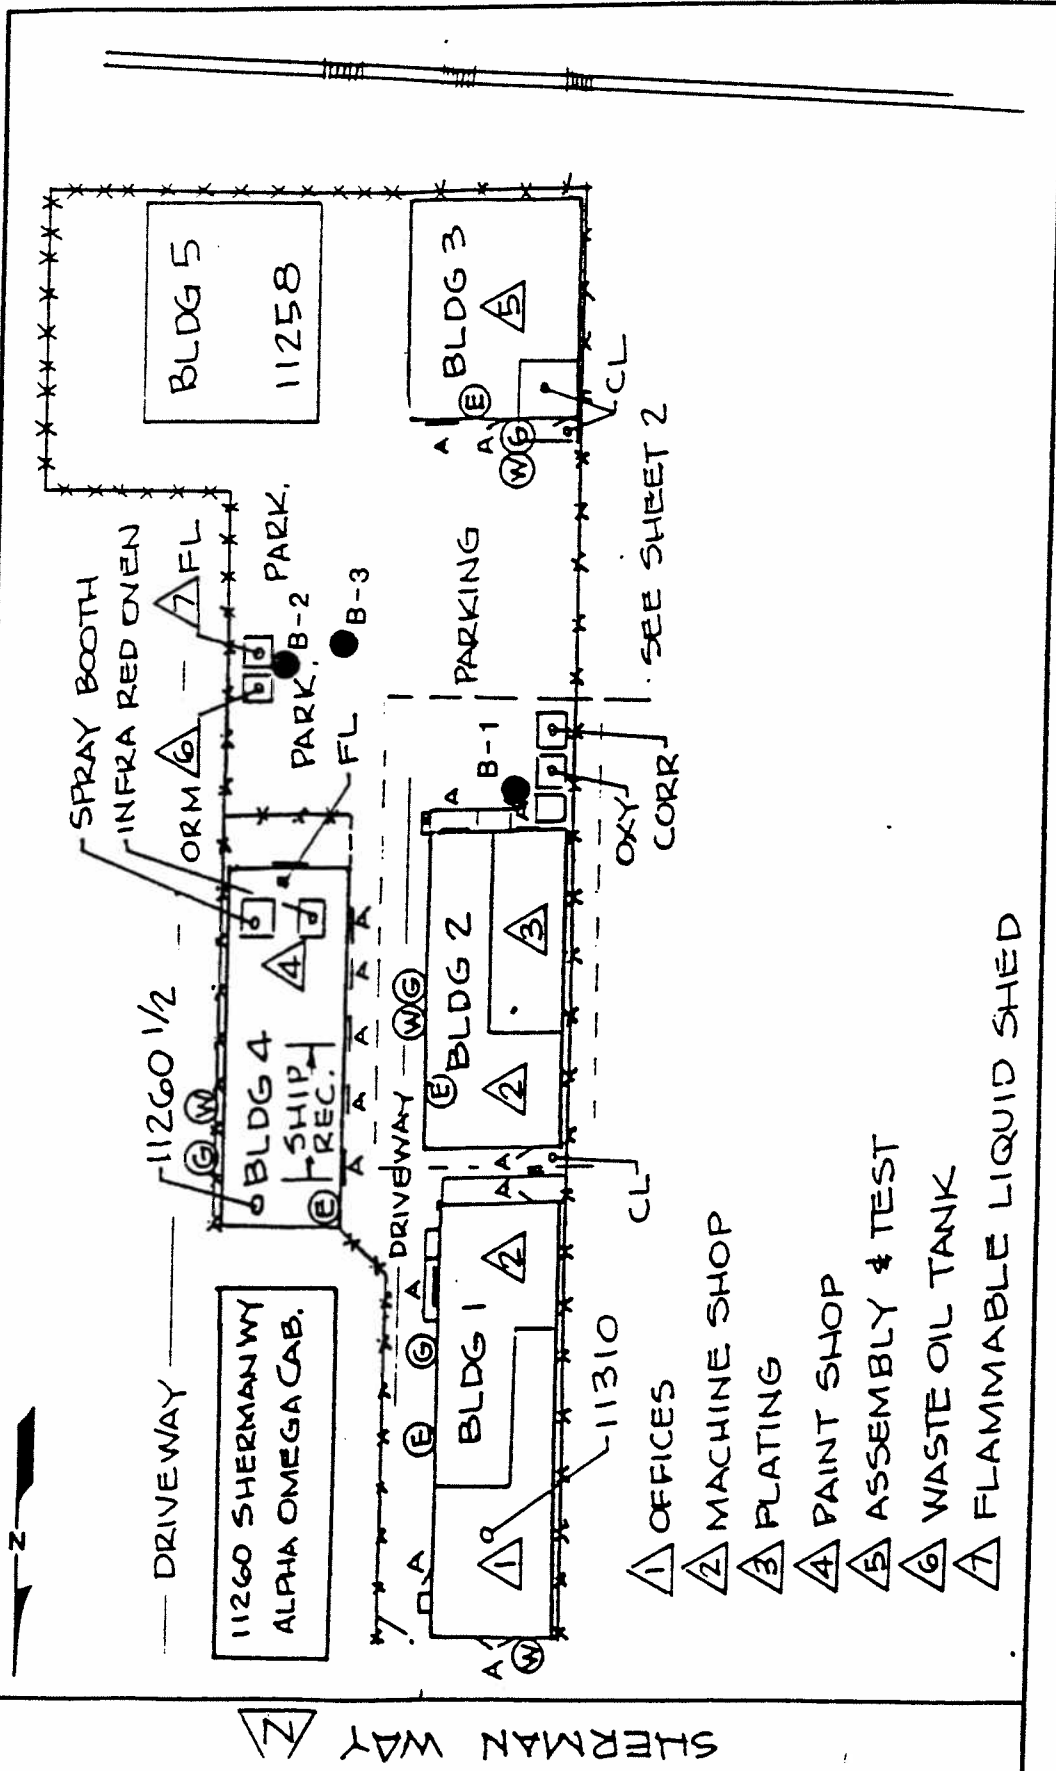 N
DRIVEWAY
11260 SHERMAN WY
ALPHA OMEGA CAB.
11260 1/2
SPRAY BOOTH
INFRA RED OVEN
ORM 6
7 FL
G W
BLDG 4
SHIP
REC.
E
4
A A A A A
FL
PARK.
B-2
PARK.
B-3
BLDG 5
11258
DRIVEWAY
W G
E G
A
A
BLDG 1
2
1
11310
A
W
A
A
CL
E
BLDG 2
2
3
A
A
B-1
OXY
CORR
PARKING
SEE SHEET 2
BLDG 3
5
E
A
A
W G
CL
1 OFFICES
2 MACHINE SHOP
3 PLATING
4 PAINT SHOP
5 ASSEMBLY & TEST
6 WASTE OIL TANK
7 FLAMMABLE LIQUID SHED
SHERMAN WAY
N